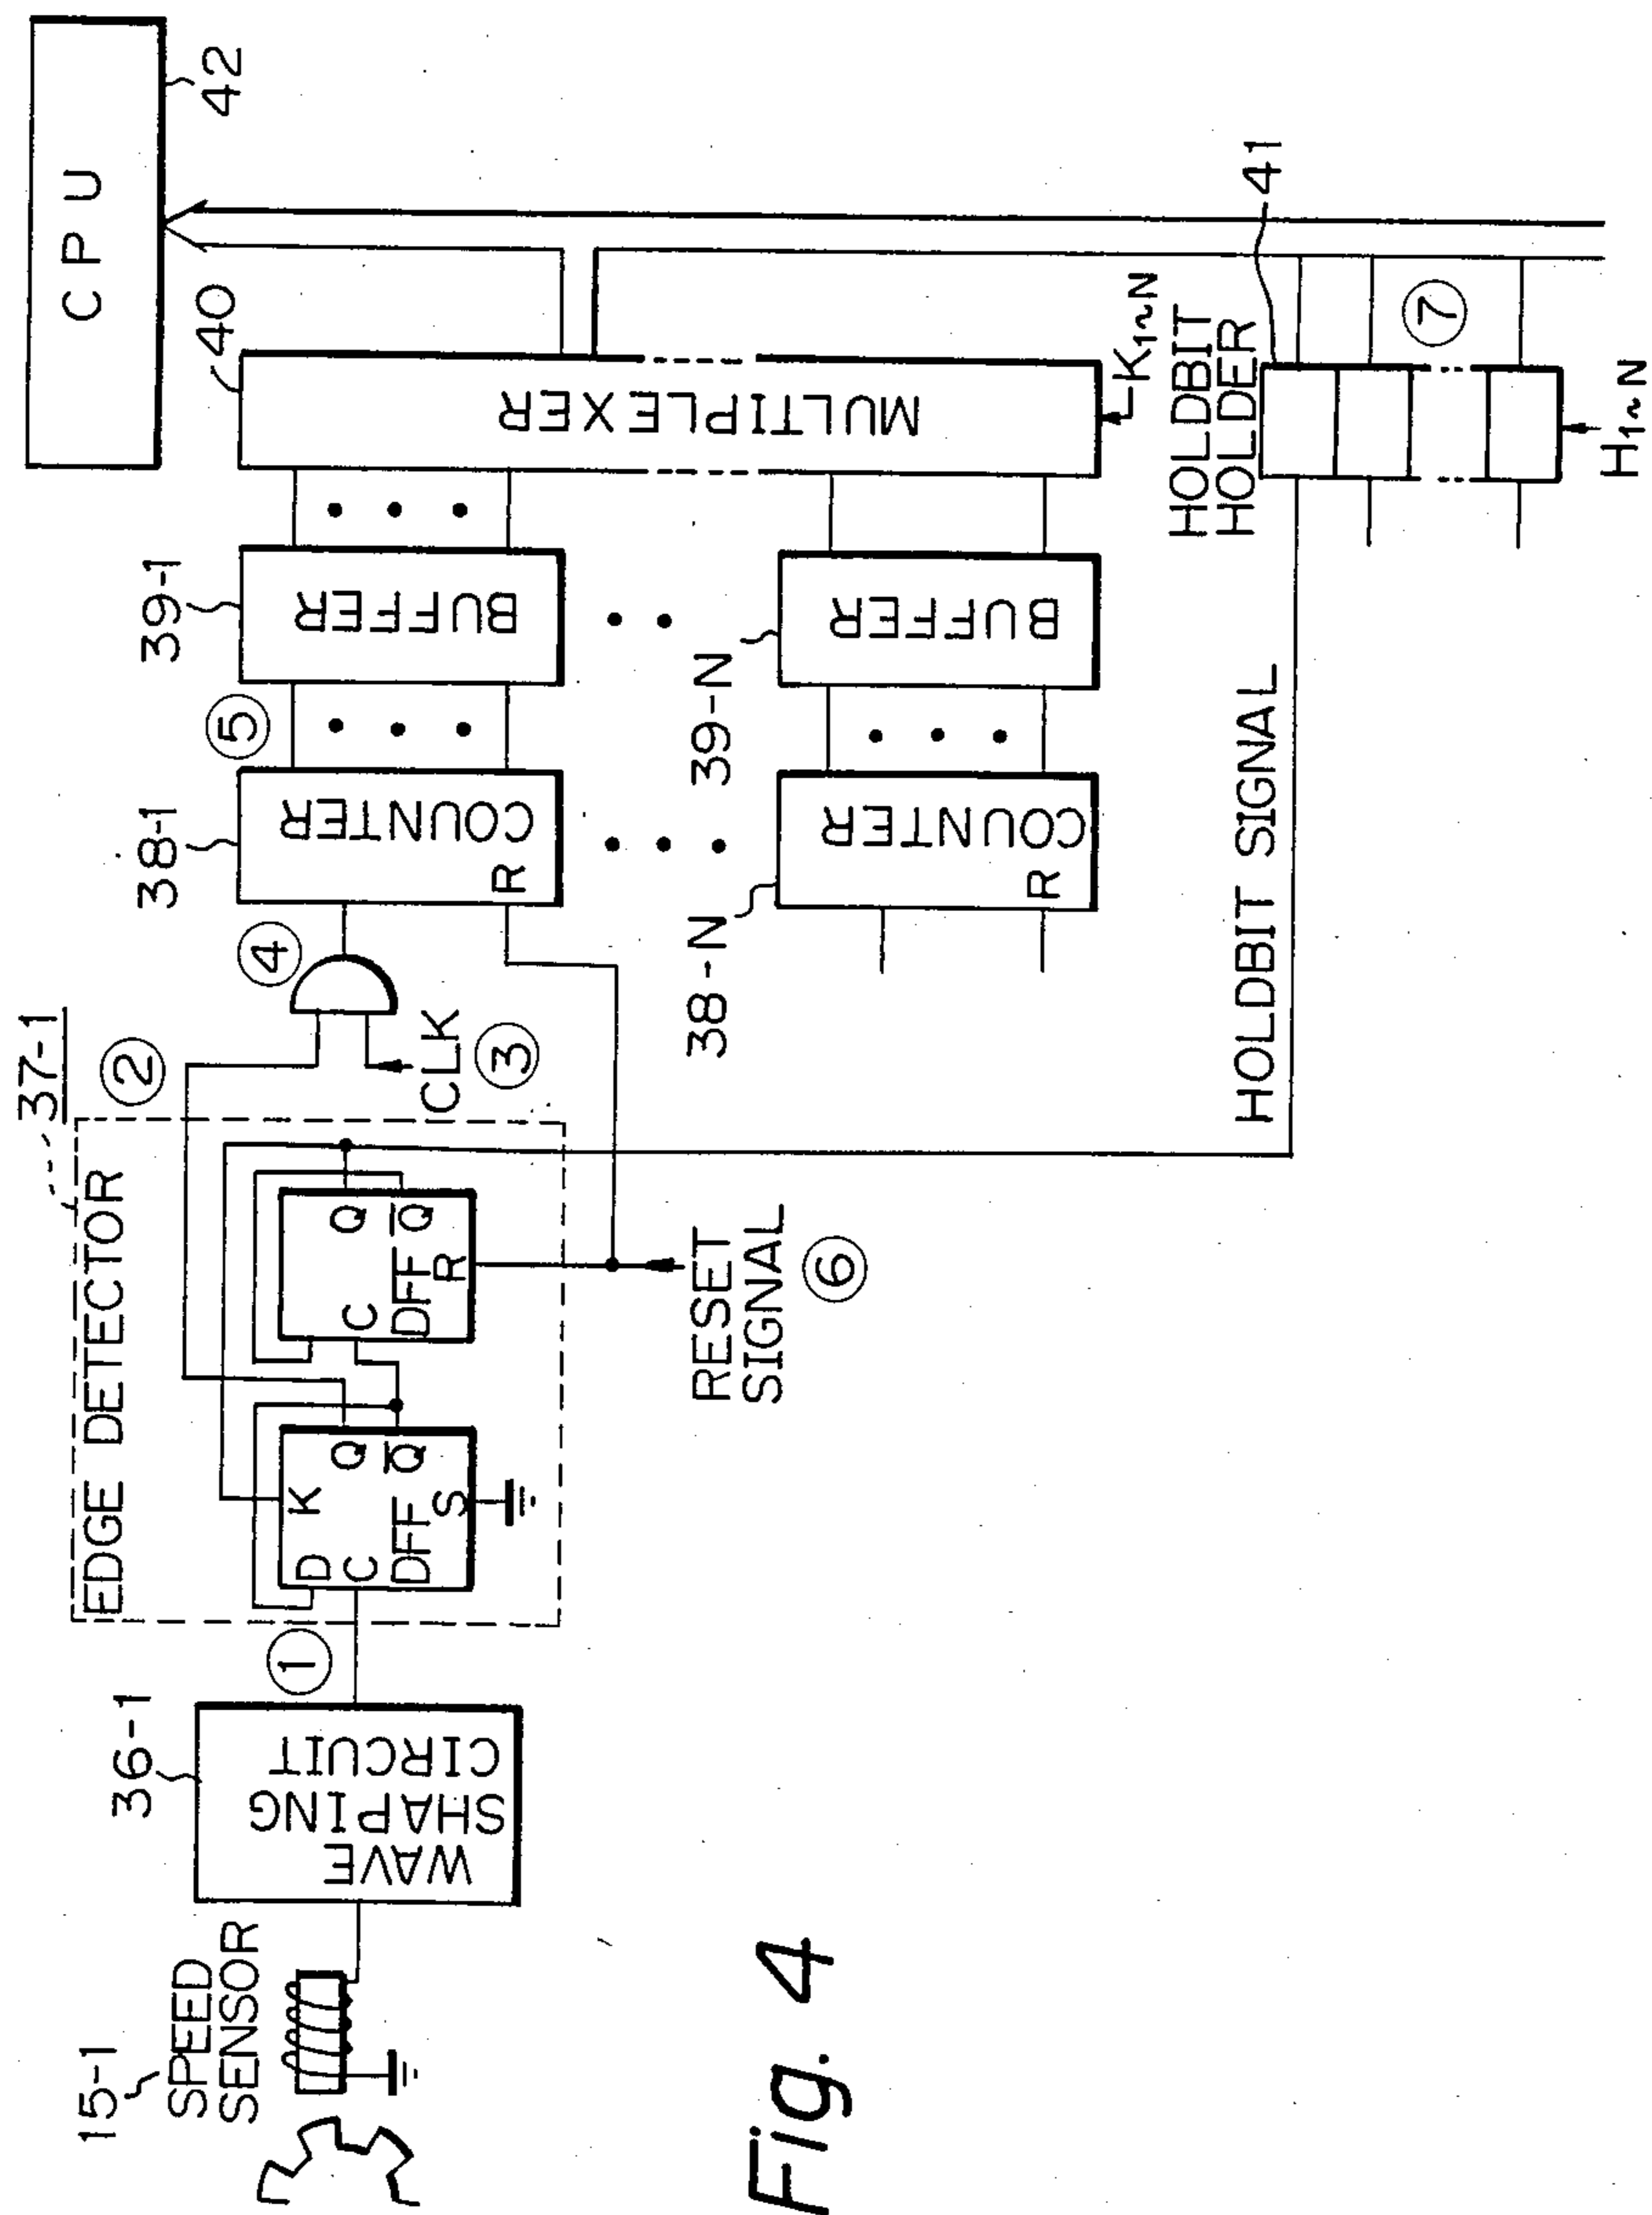 15-1
SPEED
SENSOR
36-1
WAVE
SHAPING
CIRCUIT
①
37-1
EDGE DETECTOR
K
D
C
Q
Q̅
DFF
S
C
Q
Q̅
DFF
R
②
CLK
③
RESET
SIGNAL
⑥
④
38-1
COUNTER
R
⑤
39-1
BUFFER
38-N
COUNTER
R
39-N
BUFFER
40
MULTIPLEXER
K1~N
CPU
42
HOLDBIT SIGNAL
HOLDBIT
HOLDER
41
⑦
H1~N
Fig. 4